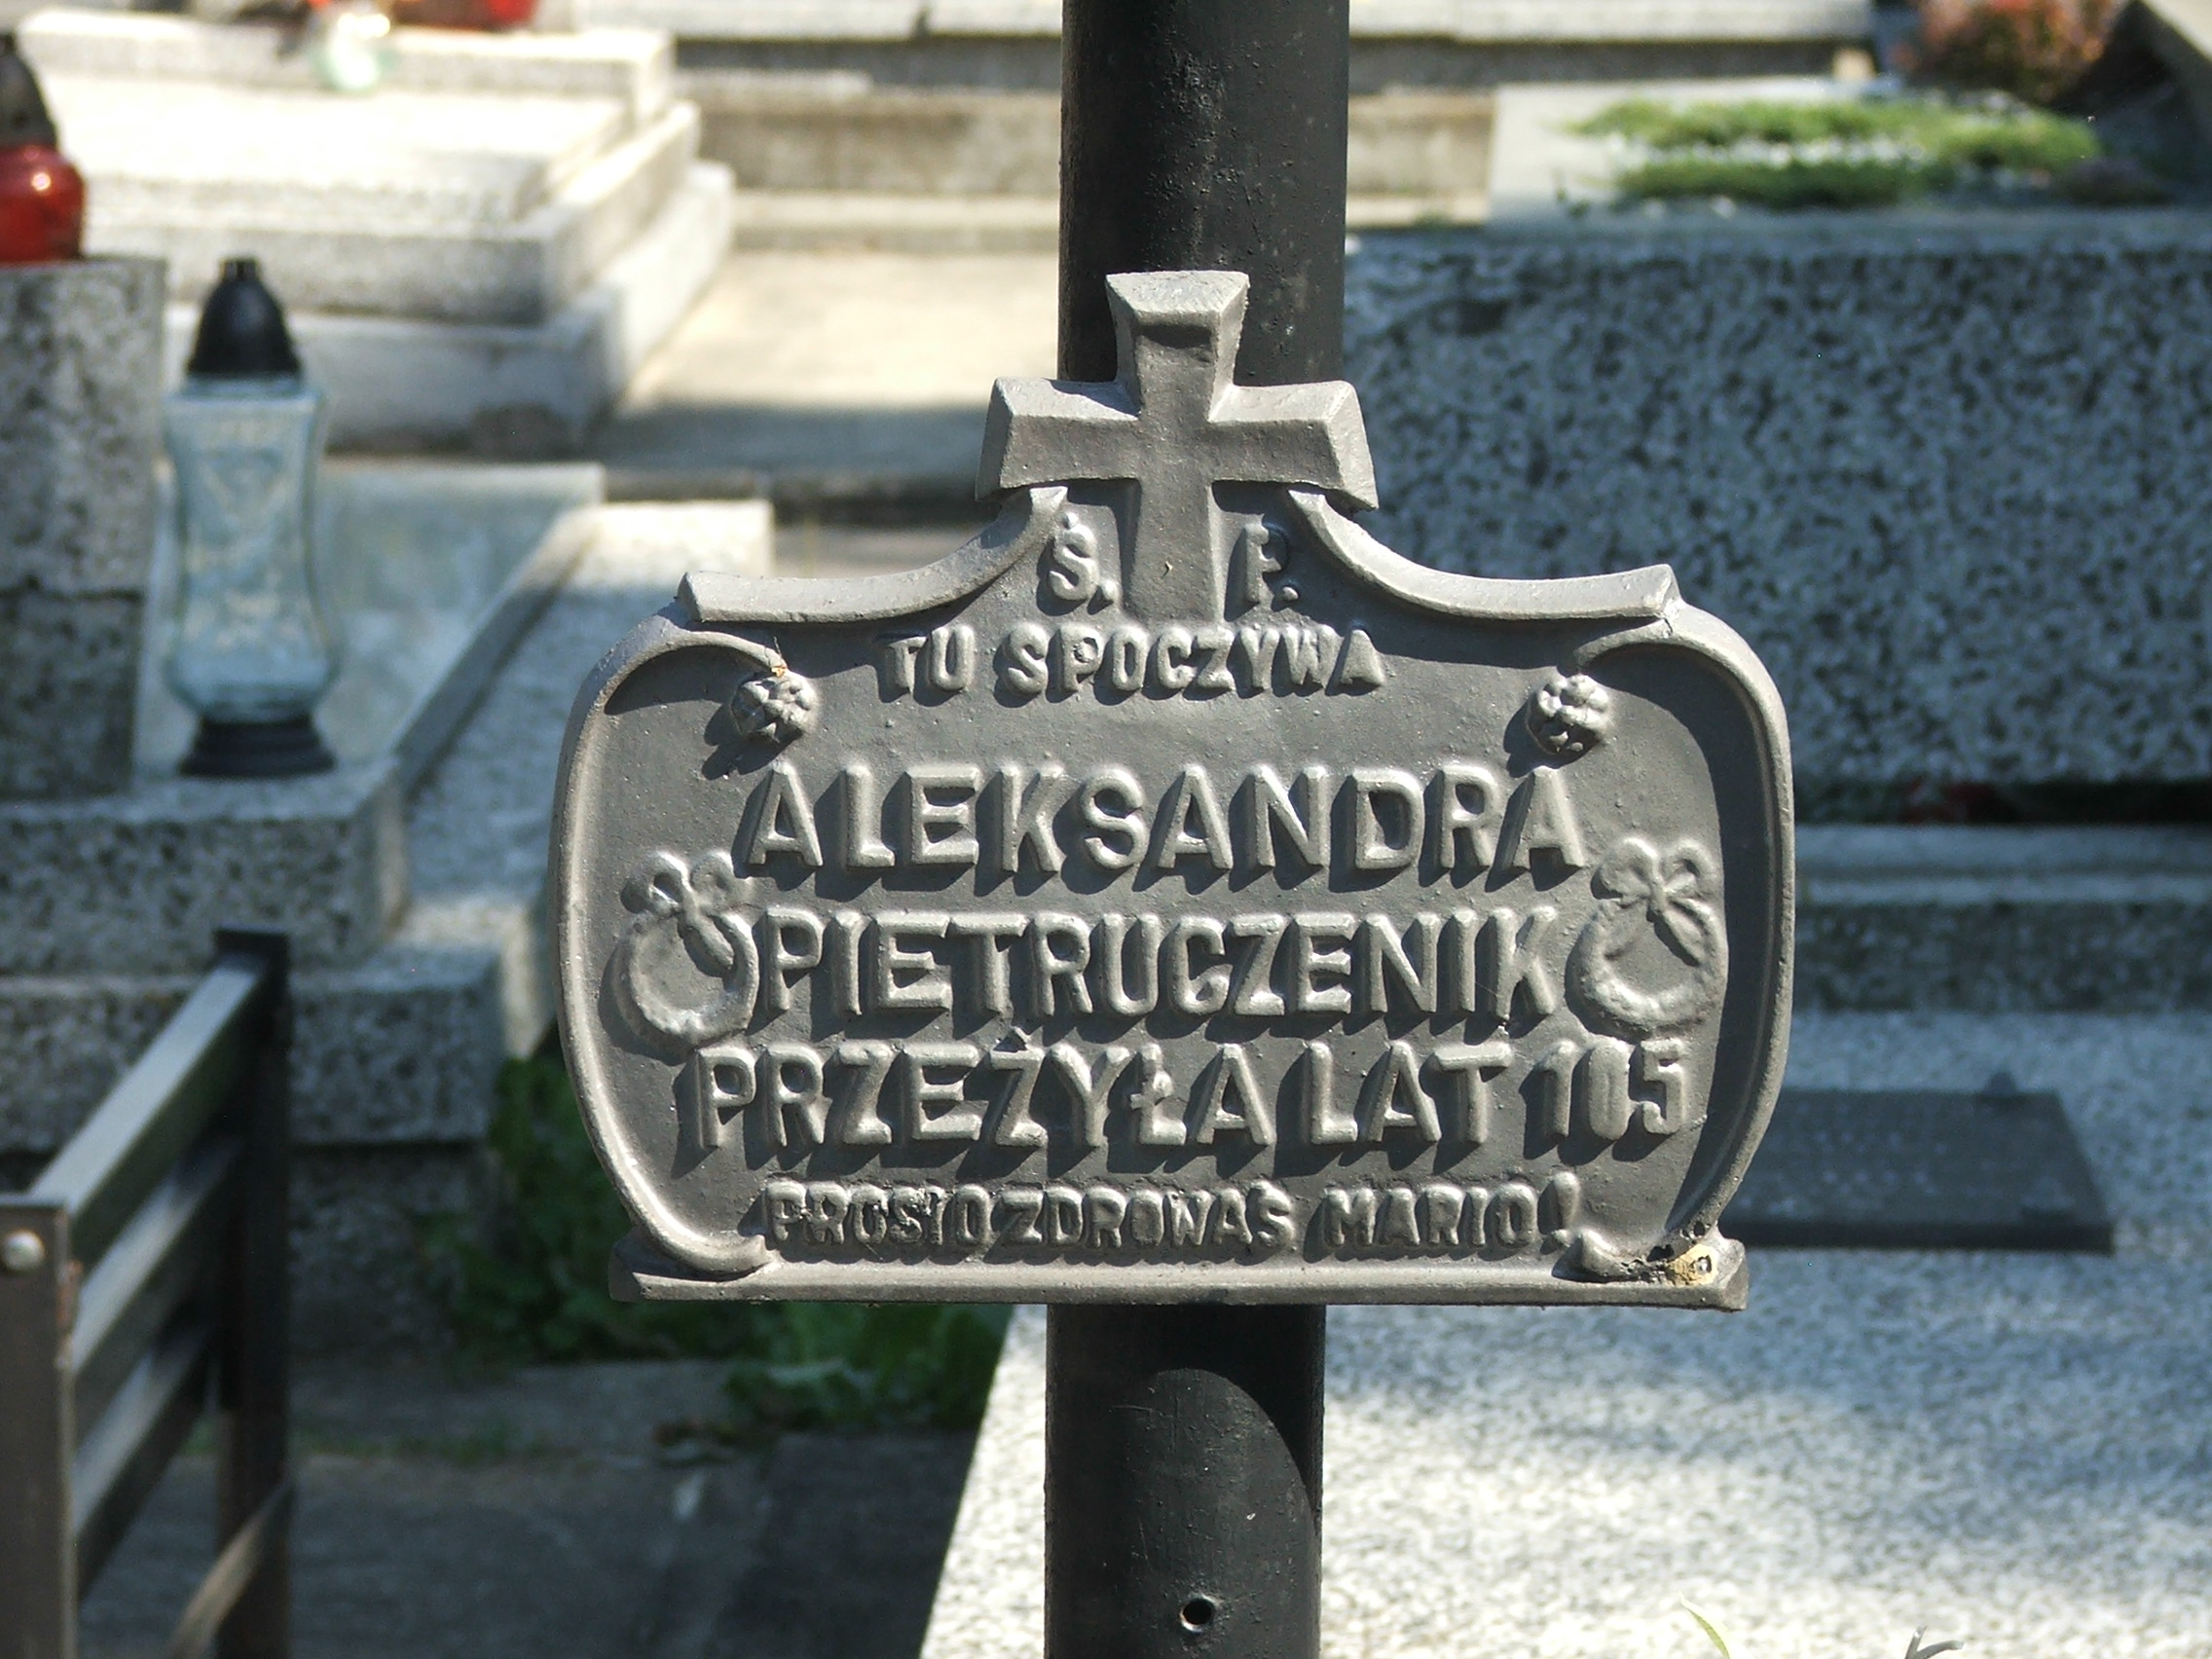 Ś. P.
TU SPOCZYWA
ALEKSANDRA
PIETRUCZENIK
PRZEŻYŁA LAT 105
PROSI O ZDROWAŚ MARIO!